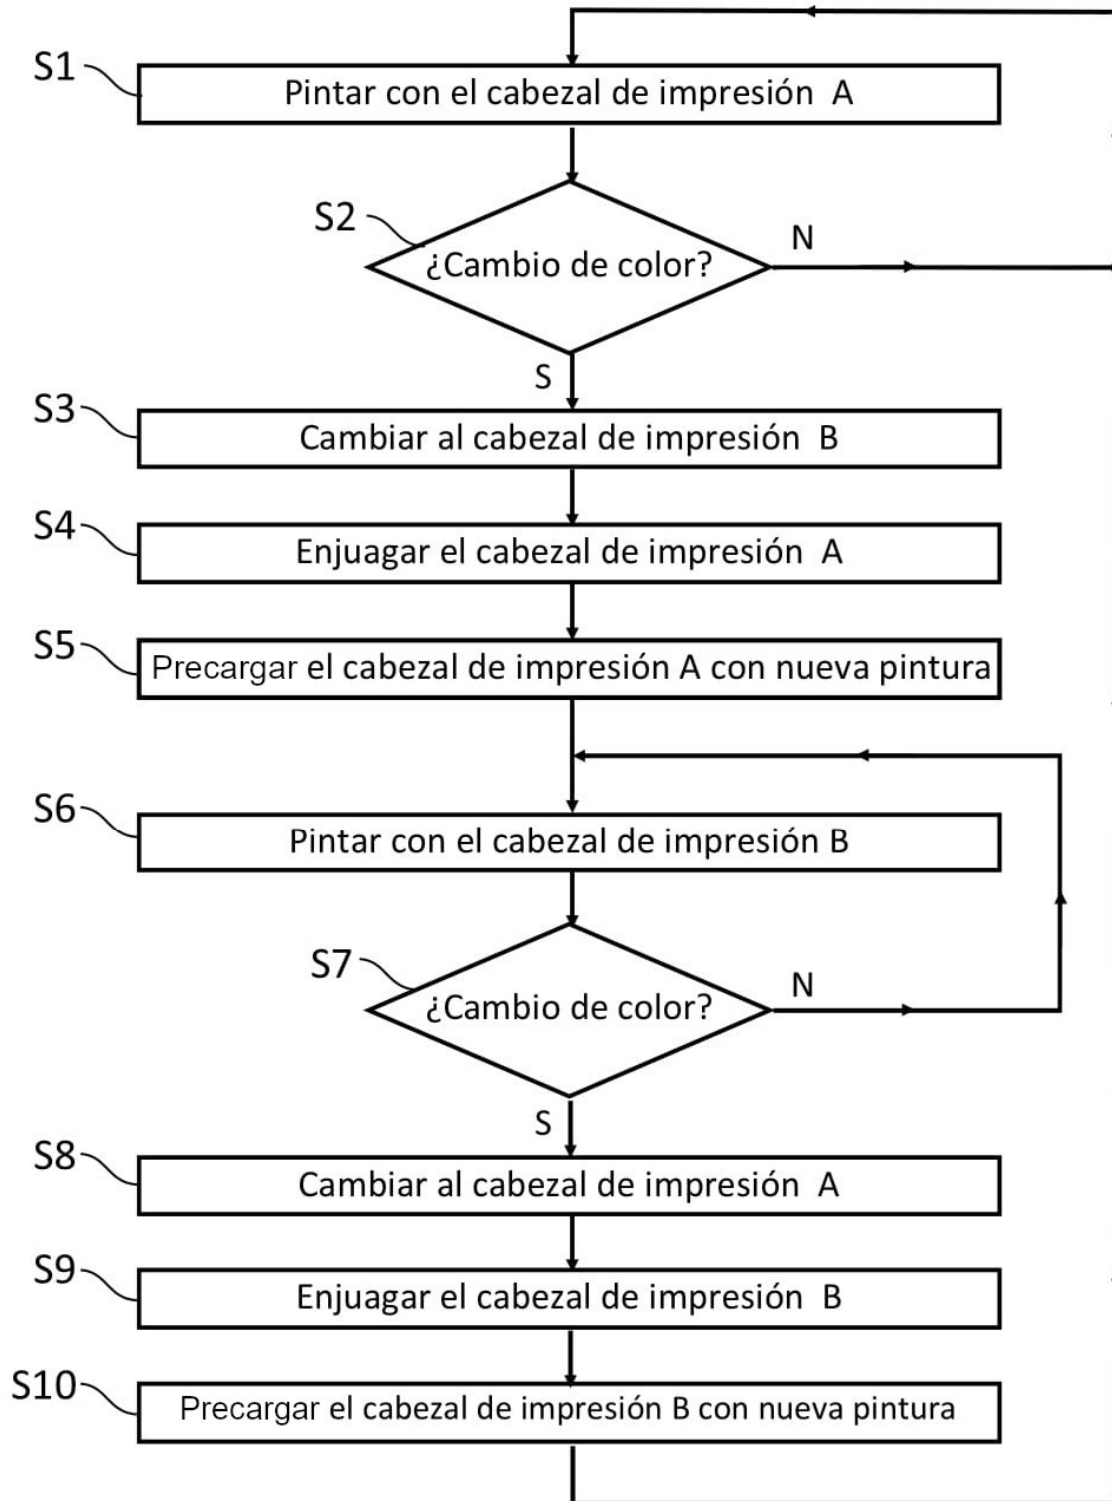 S1
Pintar con el cabezal de impresión A
S2
¿Cambio de color?
N
S
S3
Cambiar al cabezal de impresión B
S4
Enjuagar el cabezal de impresión A
S5
Precargar el cabezal de impresión A con nueva pintura
S6
Pintar con el cabezal de impresión B
S7
¿Cambio de color?
N
S
S8
Cambiar al cabezal de impresión A
S9
Enjuagar el cabezal de impresión B
S10
Precargar el cabezal de impresión B con nueva pintura